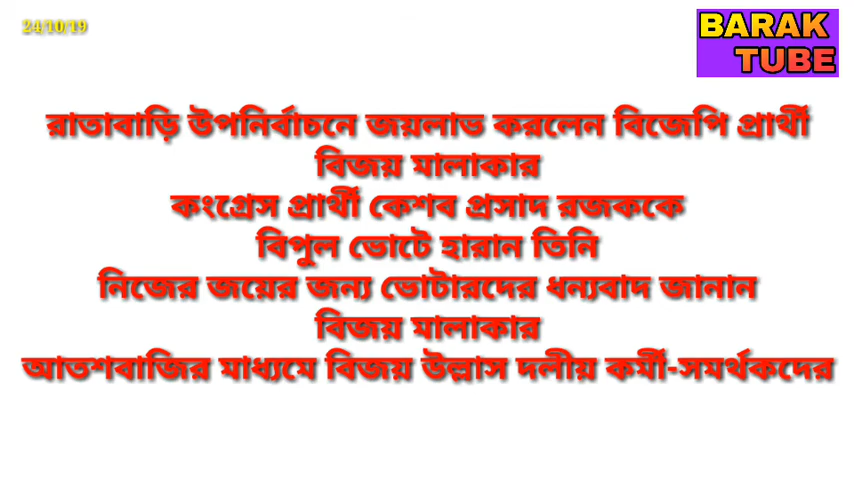 24/10/19
BARAK
TUBE
রাতাবাড়ি উপনির্বাচনে জয়লাভ করলেন বিজেপি প্রার্থী
বিজয় মালাকার
কংগ্রেস প্রার্থী কেশব প্রসাদ রজককে
বিপুল ভোটে হারান তিনি
নিজের জয়ের জন্য ভোটারদের ধন্যবাদ জানান
বিজয় মালাকার
আতশবাজির মাধ্যমে বিজয় উল্লাস দলীয় কর্মী-সমর্থকদের